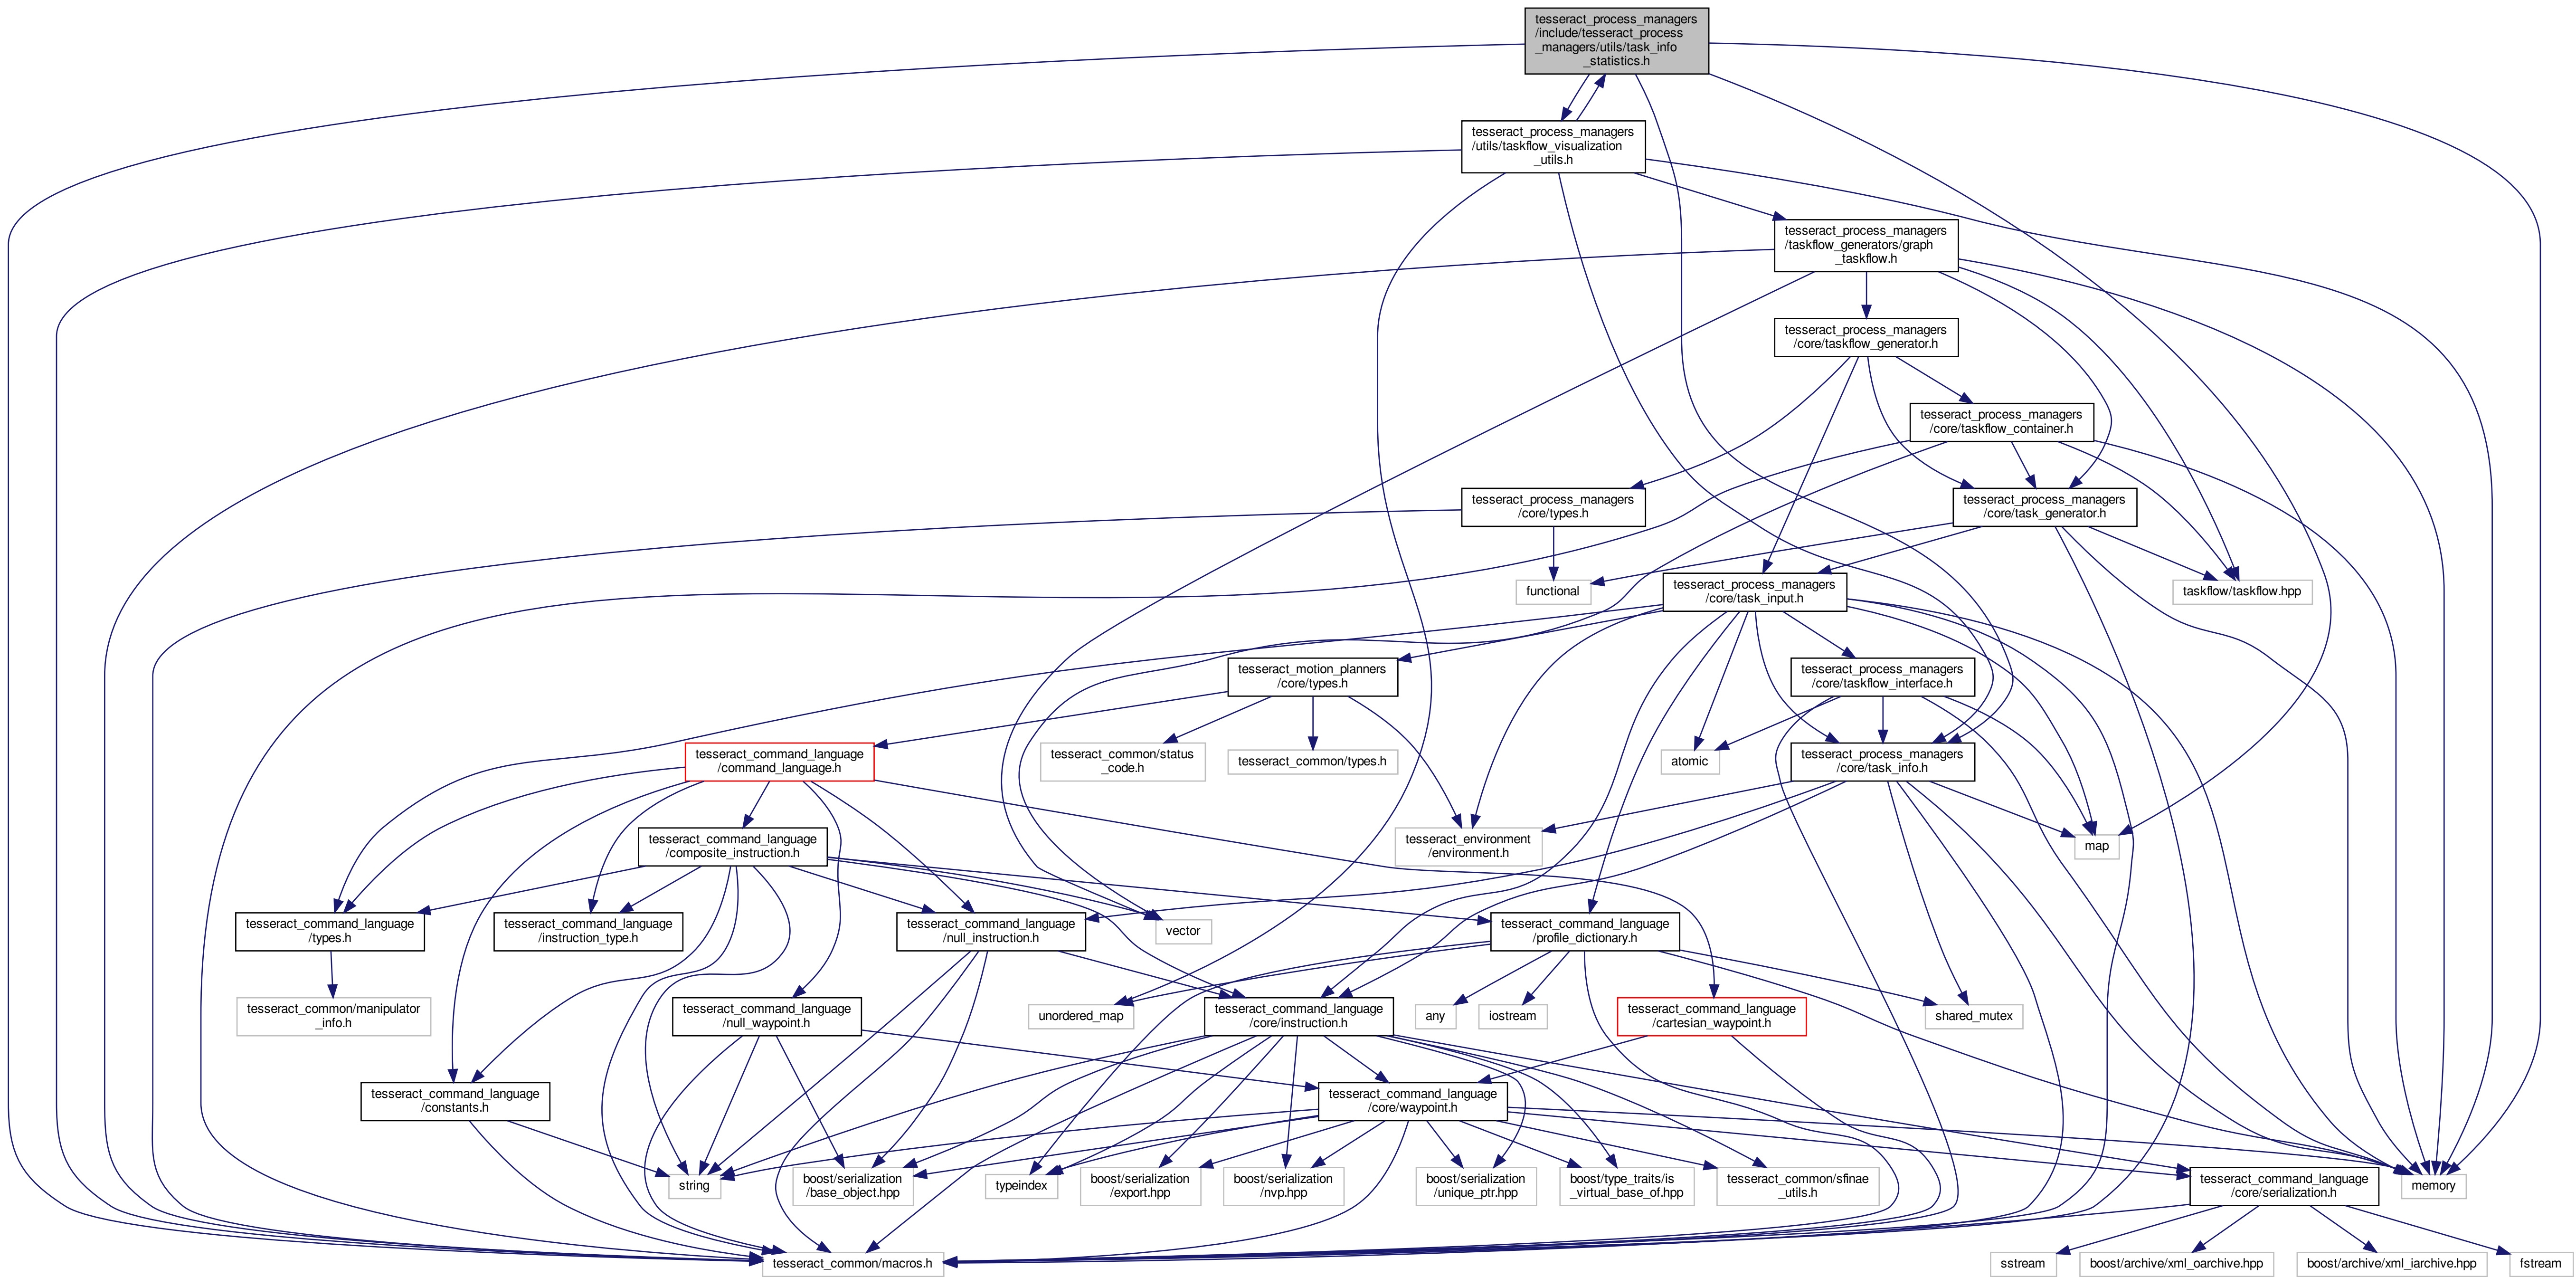 tesseract_process_managers
/include/tesseract_process
_managers/utils/task_info
_statistics.h
tesseract_process_managers
/utils/taskflow_visualization
_utils.h
tesseract_process_managers
/taskflow_generators/graph
_taskflow.h
tesseract_process_managers
/core/taskflow_generator.h
tesseract_process_managers
/core/taskflow_container.h
tesseract_process_managers
/core/types.h
tesseract_process_managers
/core/task_generator.h
functional
tesseract_process_managers
/core/task_input.h
taskflow/taskflow.hpp
tesseract_motion_planners
/core/types.h
tesseract_process_managers
/core/taskflow_interface.h
tesseract_command_language
/command_language.h
tesseract_common/status
_code.h
tesseract_common/types.h
atomic
tesseract_process_managers
/core/task_info.h
tesseract_command_language
/composite_instruction.h
tesseract_environment
/environment.h
map
tesseract_command_language
/types.h
tesseract_command_language
/instruction_type.h
tesseract_command_language
/null_instruction.h
vector
tesseract_command_language
/profile_dictionary.h
tesseract_common/manipulator
_info.h
tesseract_command_language
/null_waypoint.h
unordered_map
tesseract_command_language
/core/instruction.h
any
iostream
tesseract_command_language
/cartesian_waypoint.h
shared_mutex
tesseract_command_language
/constants.h
tesseract_command_language
/core/waypoint.h
string
boost/serialization
/base_object.hpp
typeindex
boost/serialization
/export.hpp
boost/serialization
/nvp.hpp
boost/serialization
/unique_ptr.hpp
boost/type_traits/is
_virtual_base_of.hpp
tesseract_common/sfinae
_utils.h
tesseract_command_language
/core/serialization.h
memory
tesseract_common/macros.h
sstream
boost/archive/xml_oarchive.hpp
boost/archive/xml_iarchive.hpp
fstream